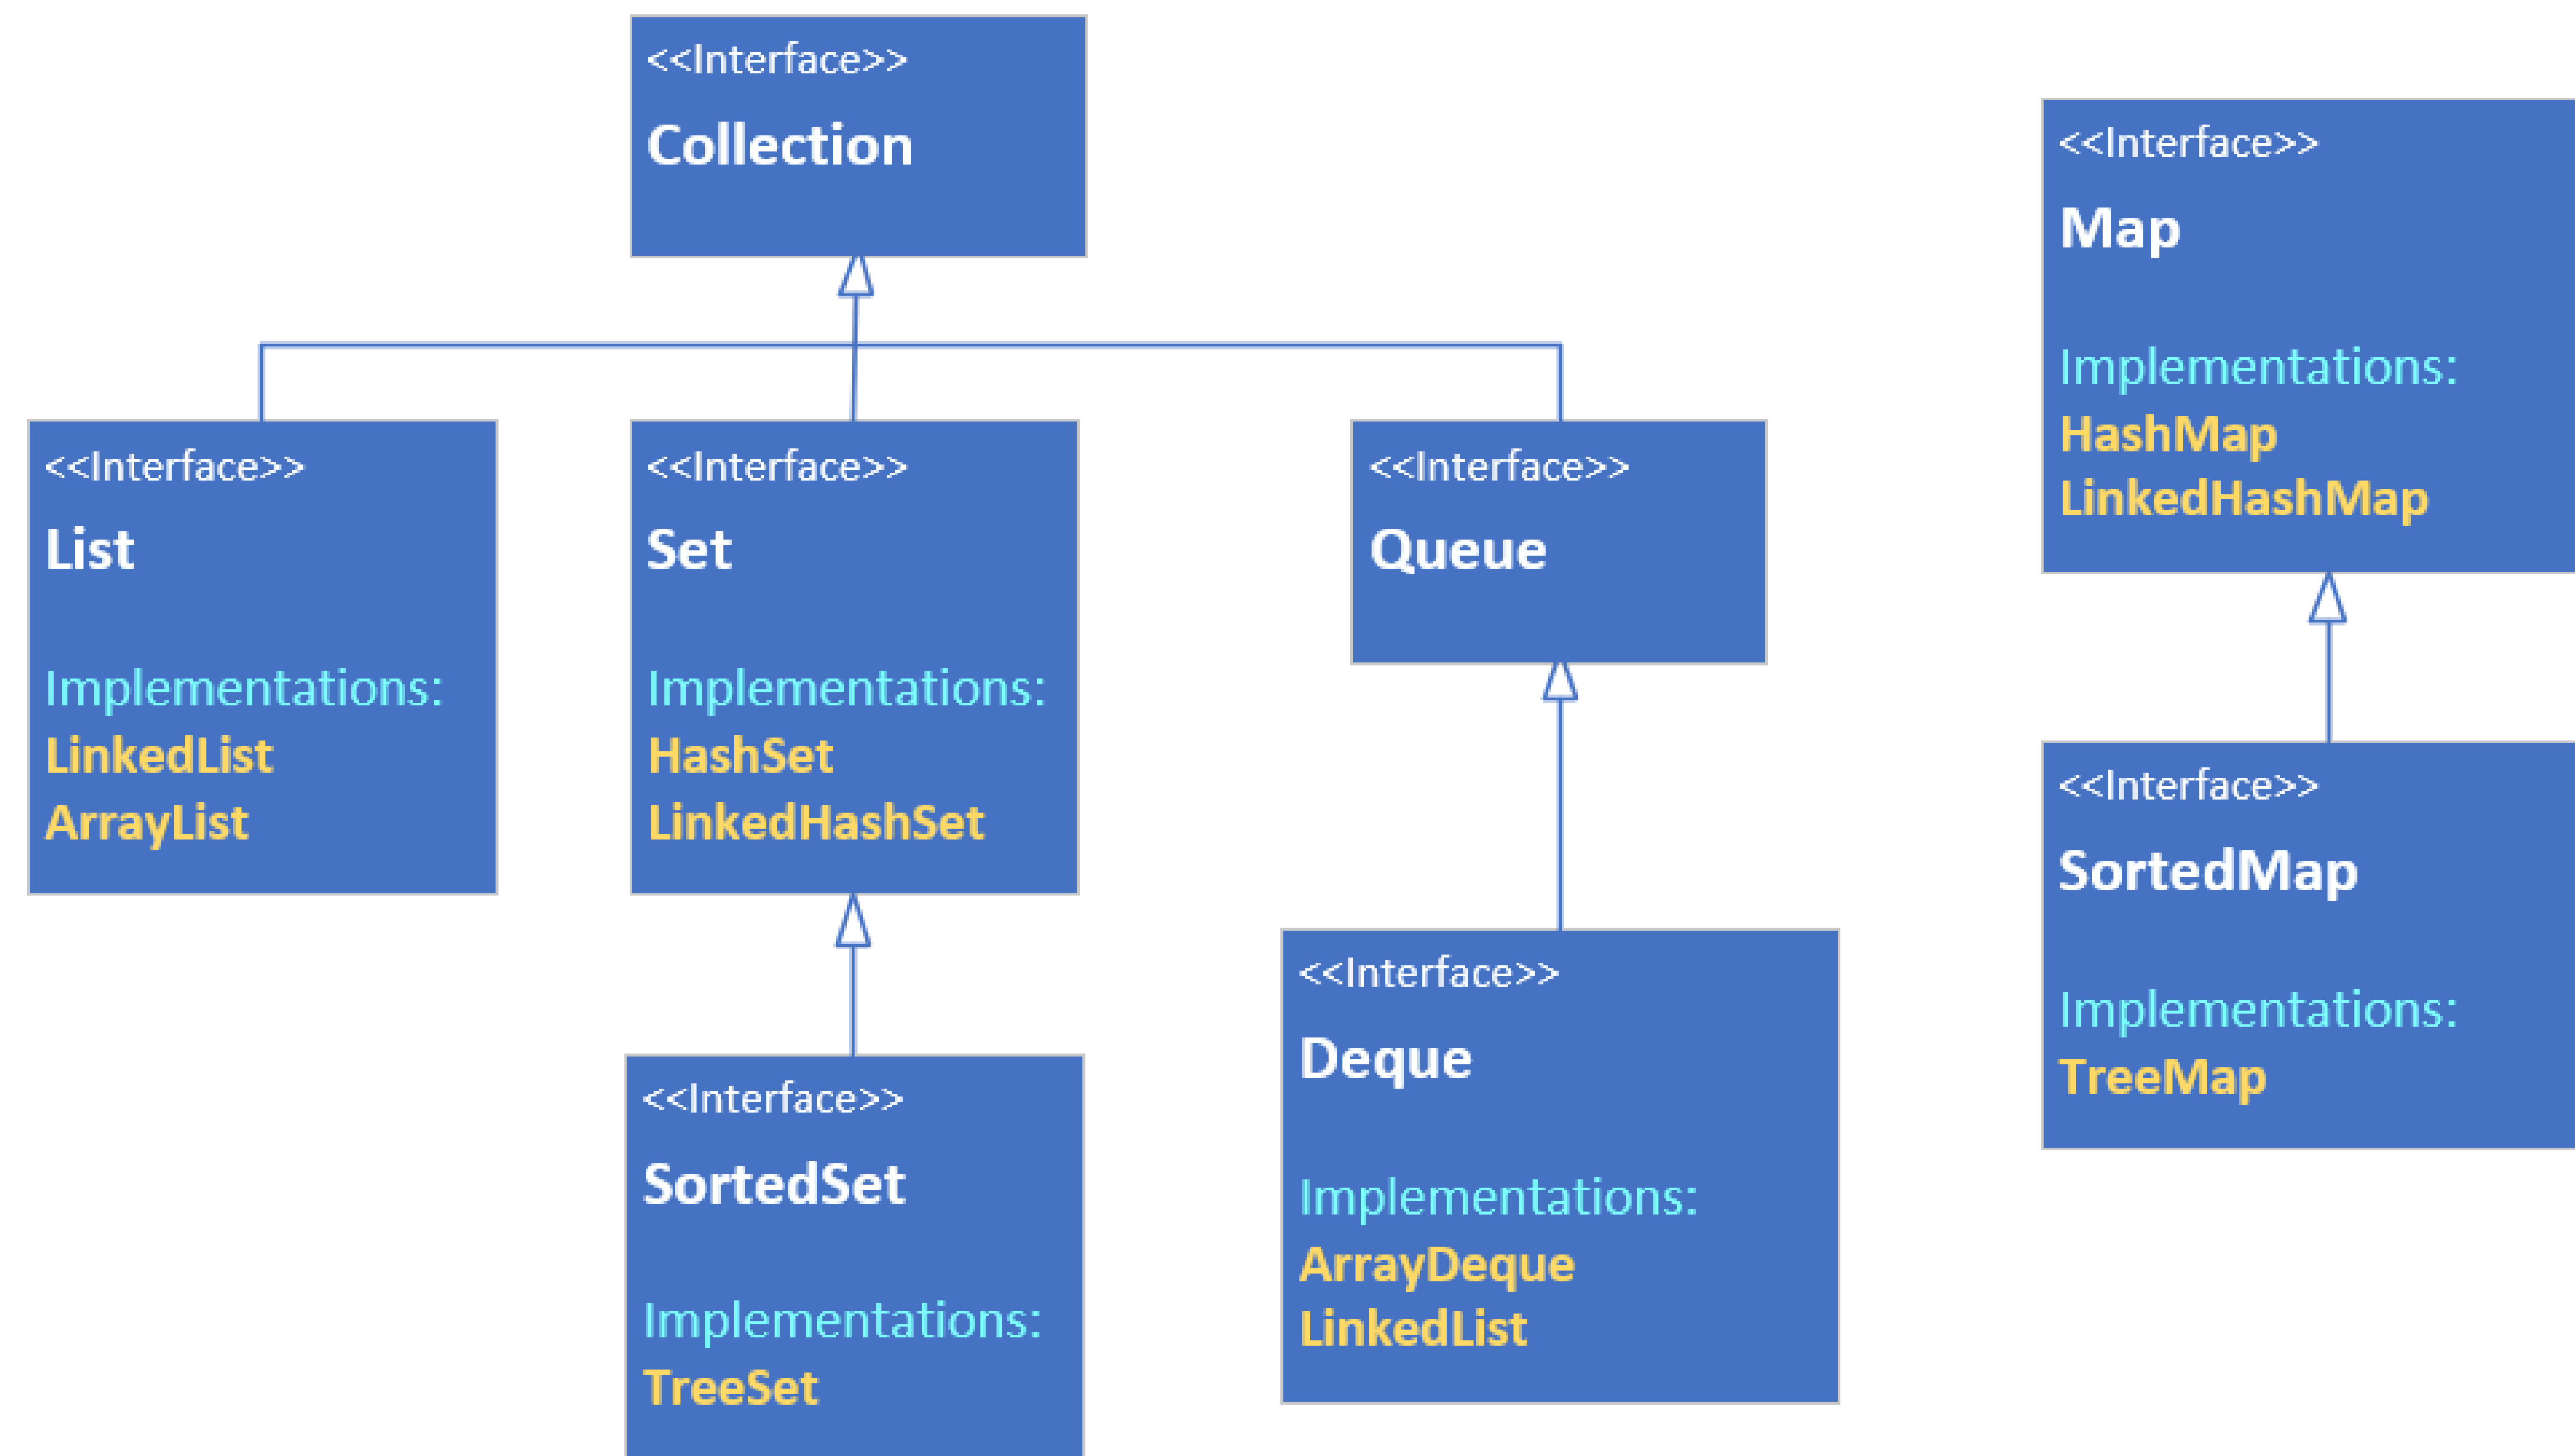 <<Interface>>
Collection
<<Interface>>
List
Implementations:
LinkedList
ArrayList
<<Interface>>
Set
Implementations:
HashSet
LinkedHashSet
<<Interface>>
SortedSet
Implementations:
TreeSet
<<Interface>>
Queue
<<Interface>>
Deque
Implementations:
ArrayDeque
LinkedList
<<Interface>>
Map
Implementations:
HashMap
LinkedHashMap
<<Interface>>
SortedMap
Implementations:
TreeMap